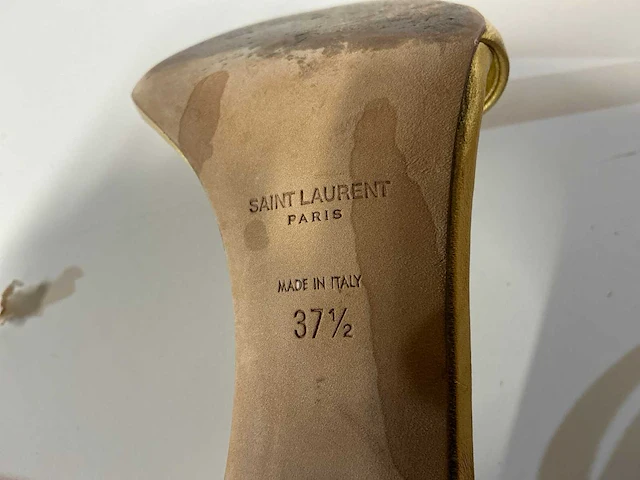 SAINT LAURENT
PARIS
MADE IN ITALY
37½